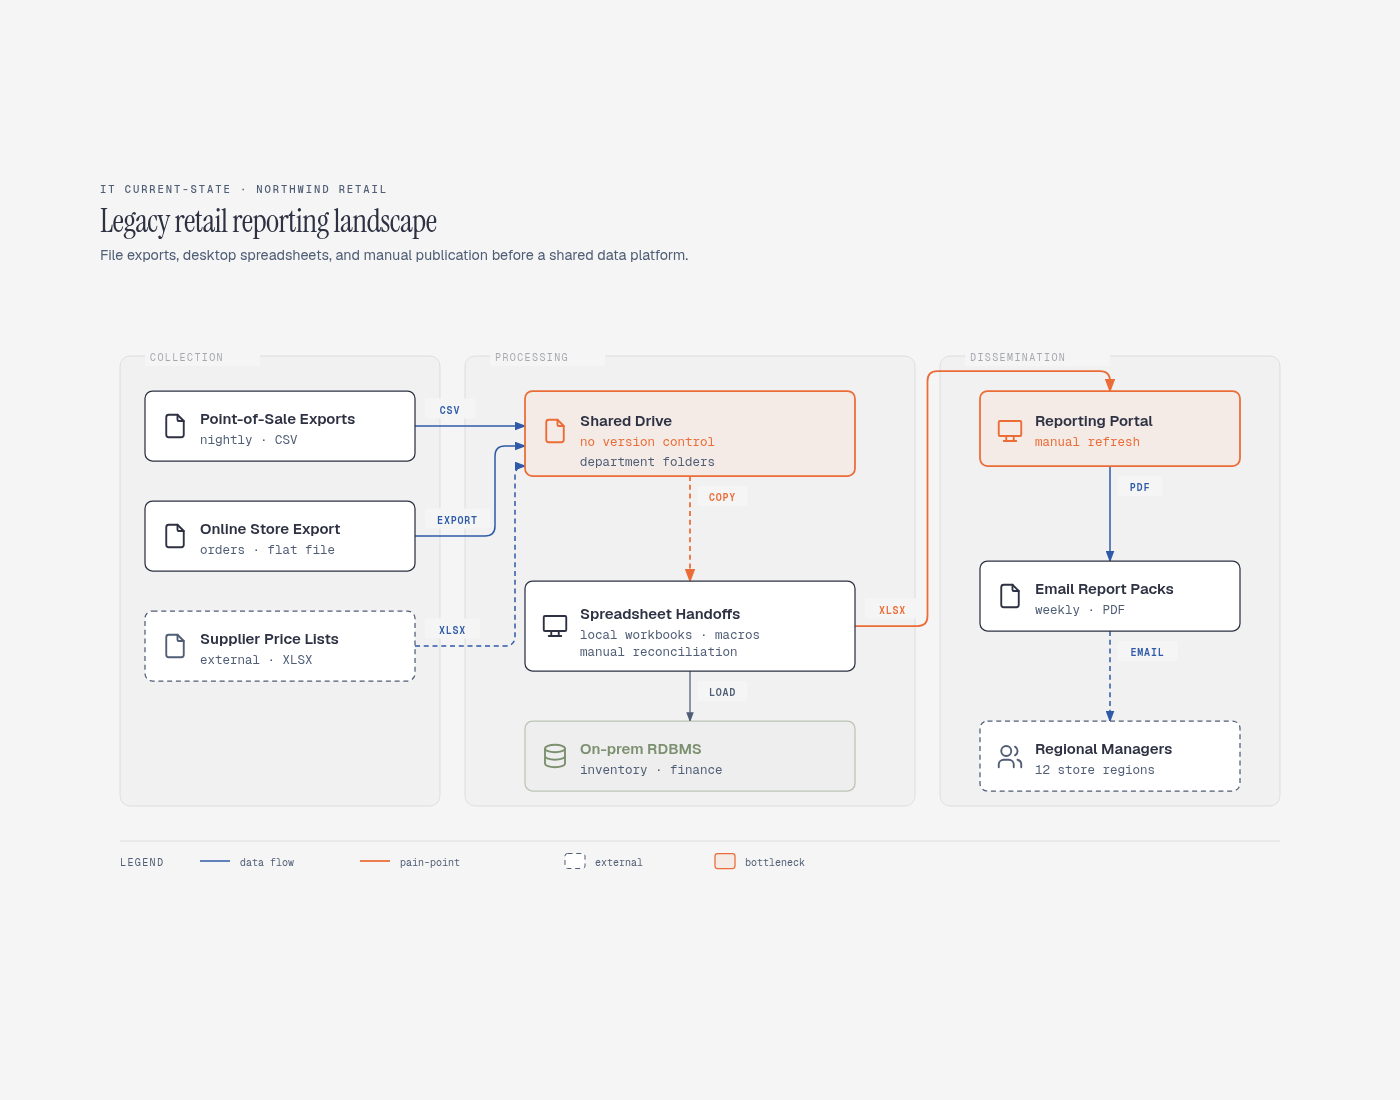 IT CURRENT-STATE · NORTHWIND RETAIL
Legacy retail reporting landscape
File exports, desktop spreadsheets, and manual publication before a shared data platform.
COLLECTION
Point-of-Sale Exports
nightly · CSV
Online Store Export
orders · flat file
Supplier Price Lists
external · XLSX
CSV
EXPORT
XLSX
PROCESSING
Shared Drive
no version control
department folders
COPY
Spreadsheet Handoffs
local workbooks · macros
manual reconciliation
LOAD
On-prem RDBMS
inventory · finance
XLSX
DISSEMINATION
Reporting Portal
manual refresh
PDF
Email Report Packs
weekly · PDF
EMAIL
Regional Managers
12 store regions
LEGEND
data flow
pain-point
external
bottleneck